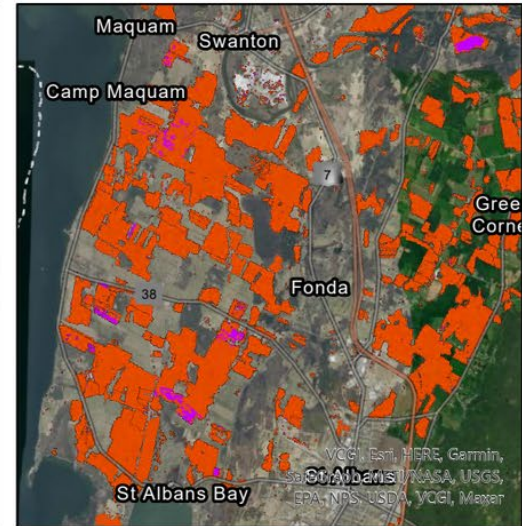 Maquam
Swanton
Camp Maquam
7
Gree
Corne
38
Fonda
VCGI, Esri, HERE, Garmin,
St Albans /NASA, USGS,
EPA, NPS, USDA, VCGI, Maxar
St Albans Bay